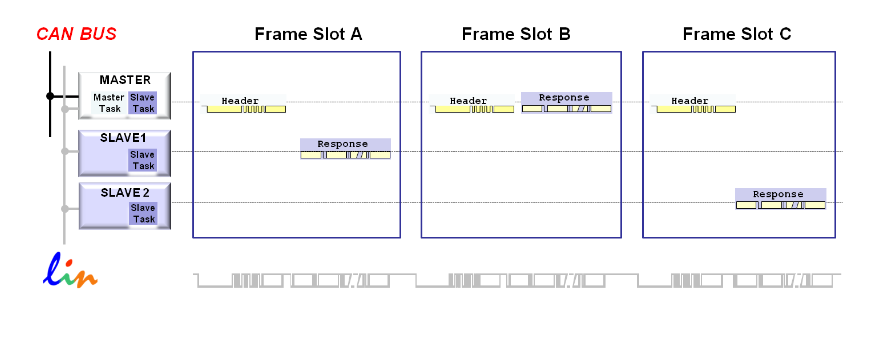 CAN BUS
Frame Slot A
Frame Slot B
Frame Slot C
MASTER
Master Slave
Task Task
Header
Header
Response
Header
SLAVE1
Slave
Task
Response
SLAVE 2
Slave
Task
Response
lin